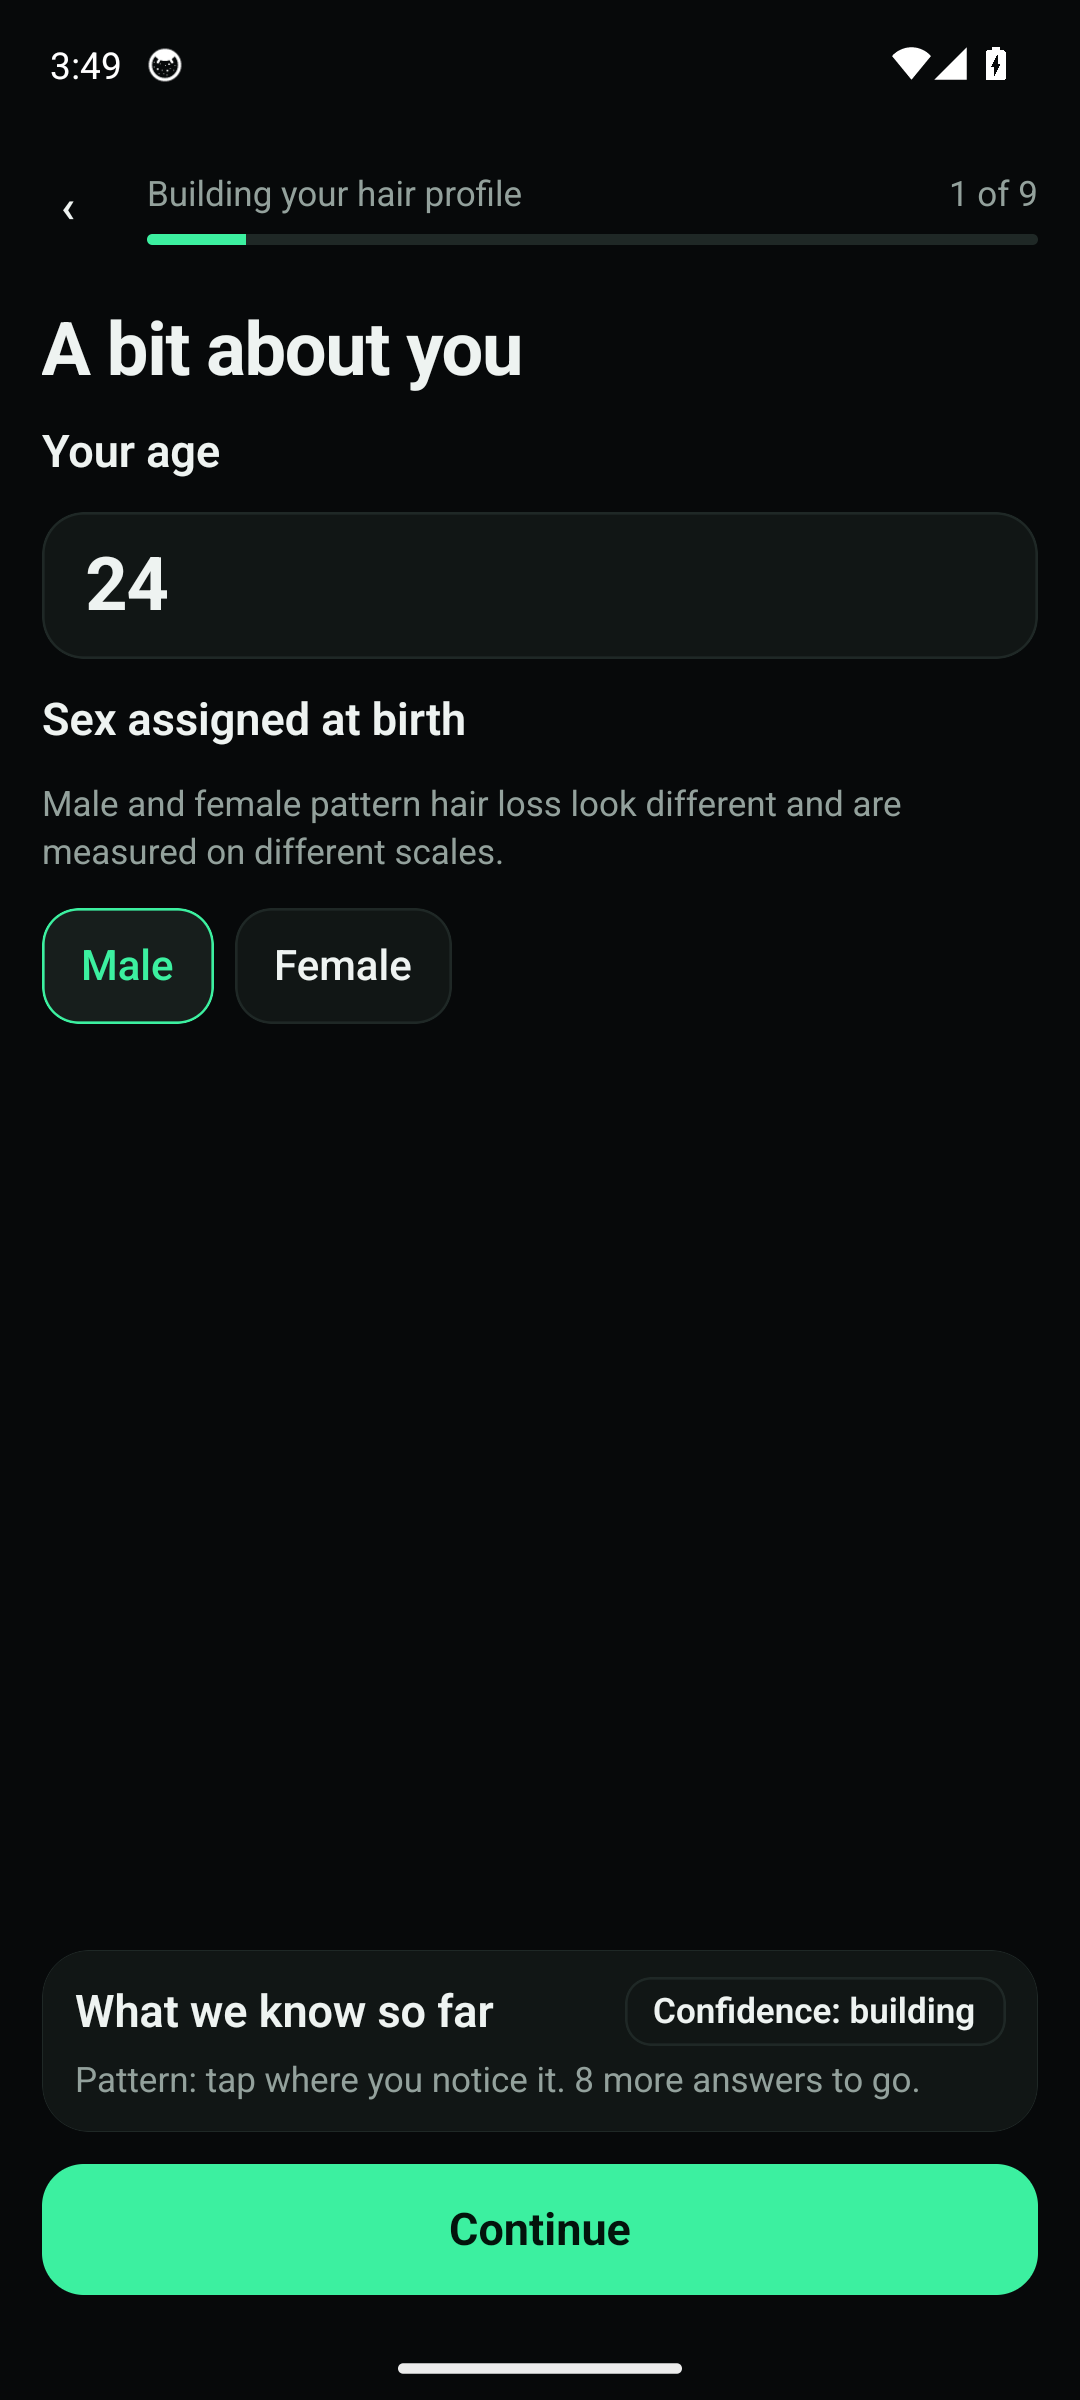 3:49
Building your hair profile
1 of 9
A bit about you
Your age
24
Sex assigned at birth
Male and female pattern hair loss look different and are
measured on different scales.
Male
Female
What we know so far
Confidence: building
Pattern: tap where you notice it. 8 more answers to go.
Continue